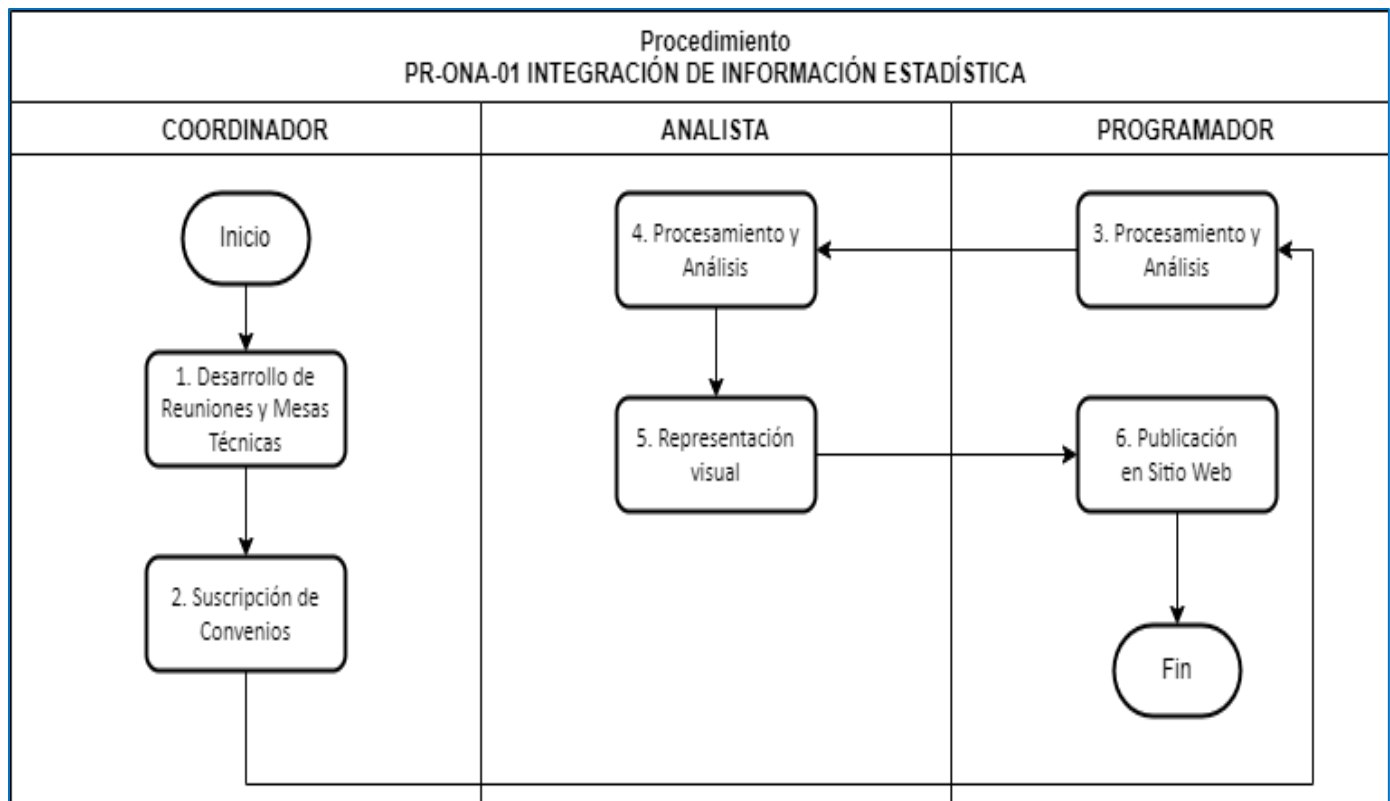 Procedimiento
PR-ONA-01 INTEGRACIÓN DE INFORMACIÓN ESTADÍSTICA
COORDINADOR
ANALISTA
PROGRAMADOR
Inicio
1. Desarrollo de
Reuniones y Mesas
Técnicas
2. Suscripción de
Convenios
3. Procesamiento y
Análisis
4. Procesamiento y
Análisis
5. Representación
visual
6. Publicación
en Sitio Web
Fin